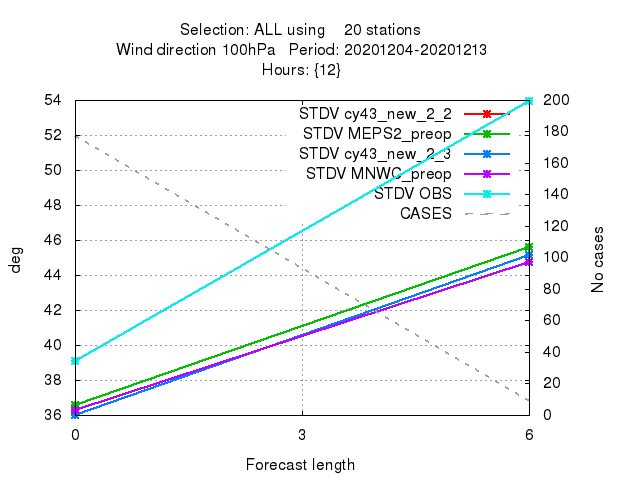 Selection: ALL using    20 stations
Wind direction 100hPa   Period: 20201204-20201213
Hours: {12}
54 200
52 180
50 160
48 140
46 120
44 100
42 80
40 60
38 40
36 20
0
STDV cy43_new_2_2
STDV MEPS2_preop
STDV cy43_new_2_3
STDV MNWC_preop
STDV OBS
CASES
deg
No cases
0 3 6
Forecast length